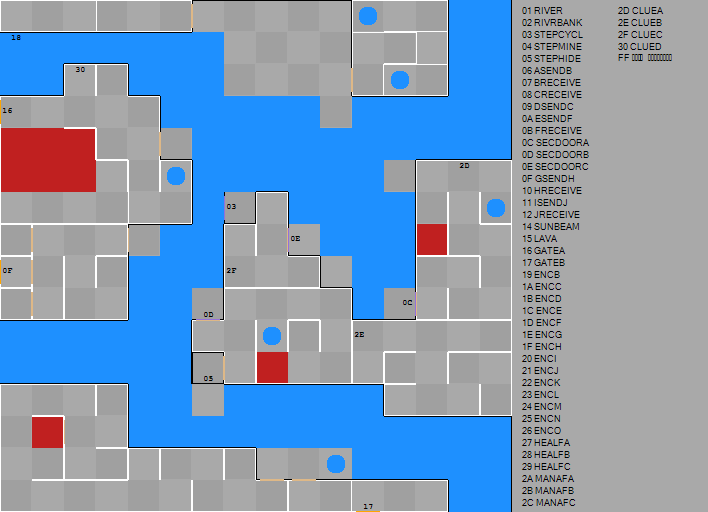 18
30
16
03
0E
0F
2F
2D
0C
0D
2E
05
17
01 RIVER
02 RIVRBANK
03 STEPCYCL
04 STEPMINE
05 STEPHIDE
06 ASENDB
07 BRECEIVE
08 CRECEIVE
09 DSENDC
0A ESENDF
0B FRECEIVE
0C SECDOORA
0D SECDOORB
0E SECDOORC
0F GSENDH
10 HRECEIVE
11 ISENDJ
12 JRECEIVE
14 SUNBEAM
15 LAVA
16 GATEA
17 GATEB
19 ENCB
1A ENCC
1B ENCD
1C ENCE
1D ENCF
1E ENCG
1F ENCH
20 ENCI
21 ENCJ
22 ENCK
23 ENCL
24 ENCM
25 ENCN
26 ENCO
27 HEALFA
28 HEALFB
29 HEALFC
2A MANAFA
2B MANAFB
2C MANAFC
2D CLUEA
2E CLUEB
2F CLUEC
30 CLUED
FF